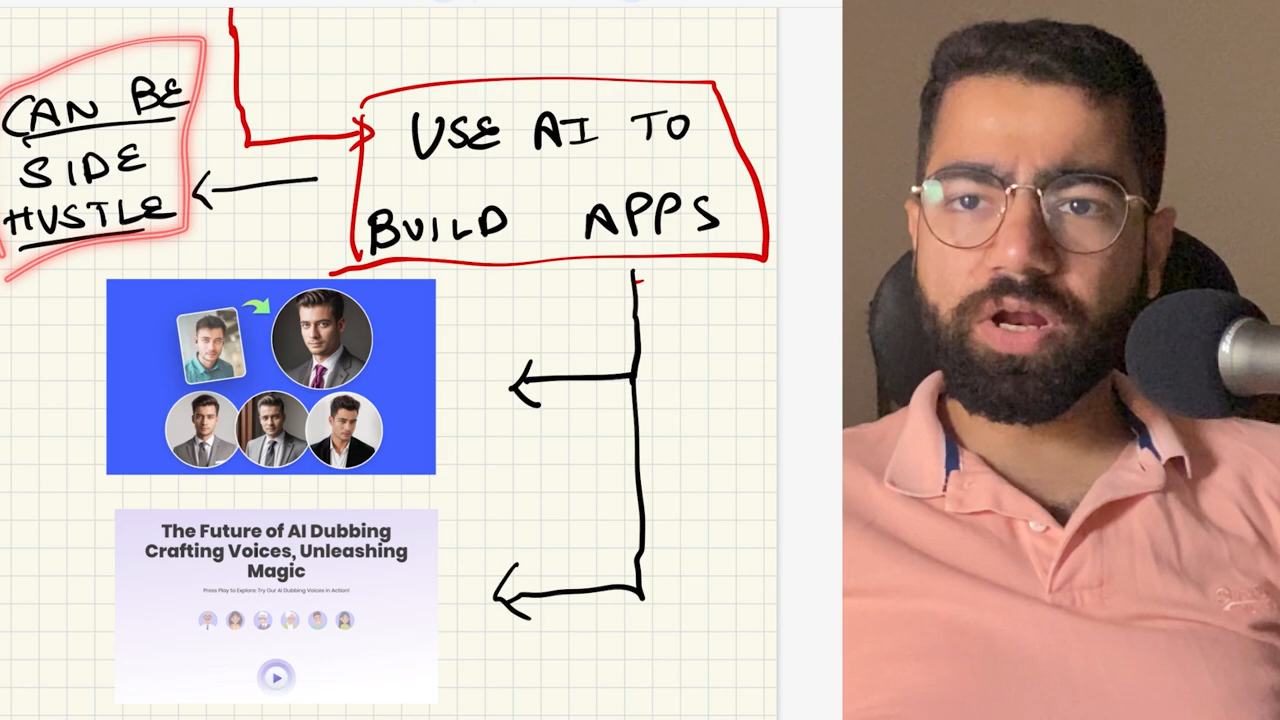 CAN BE
SIDE
HUSTLE
USE AI TO
BUILD APPS
The Future of AI Dubbing
Crafting Voices, Unleashing
Magic
Press Play to Explore: Try Our AI Dubbing Voices in Action!